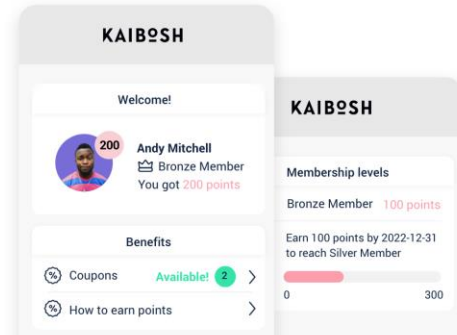 KAIBOSH
Welcome!
200
Andy Mitchell
Bronze Member
You got 200 points
Benefits
Coupons Available! 2
How to earn points
KAIBOSH
Membership levels
Bronze Member 100 points
Earn 100 points by 2022-12-31
to reach Silver Member
0 300